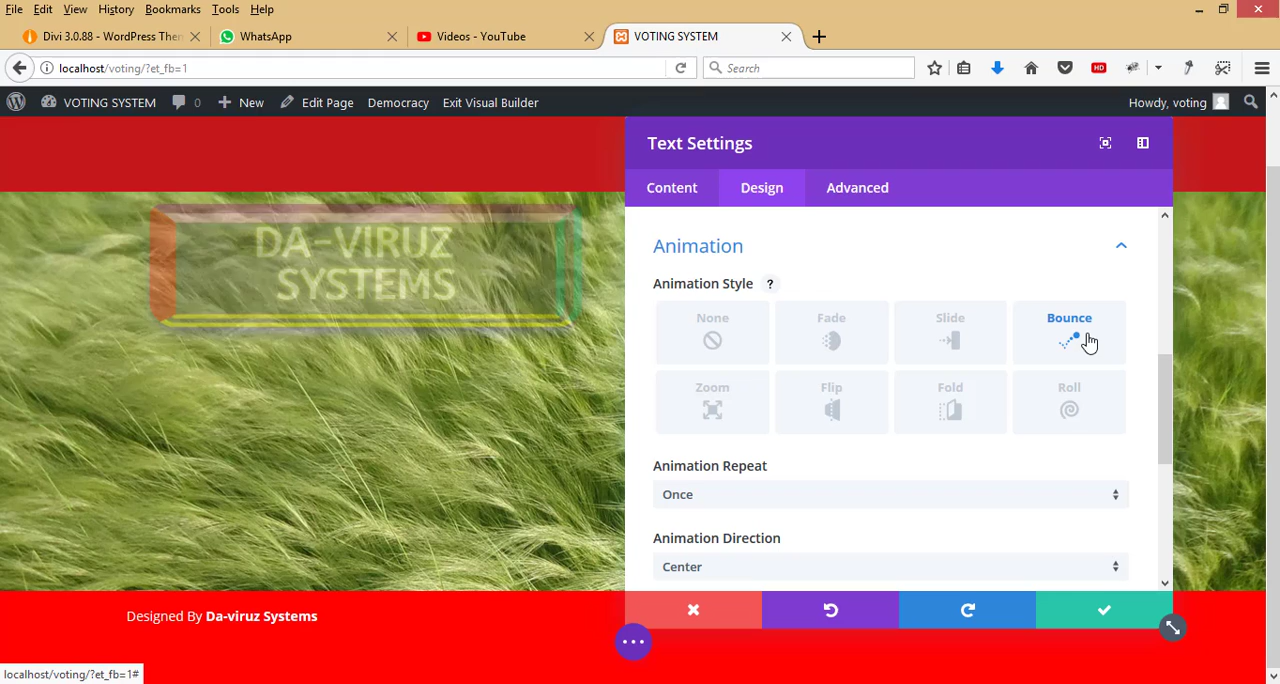 File Edit View History Bookmarks Tools Help
Divi 3.0.88 - WordPress Them
WhatsApp
Videos - YouTube
VOTING SYSTEM
localhost/voting/?et_fb=1
Search
HD
VOTING SYSTEM 0 New Edit Page Democracy Exit Visual Builder Howdy, voting
DA-VIRUZ
SYSTEMS
Text Settings
Content Design Advanced
Animation
Animation Style ?
None Fade Slide Bounce
Zoom Flip Fold Roll
Animation Repeat
Once
Animation Direction
Center
Designed By Da-viruz Systems
localhost/voting/?et_fb=1#